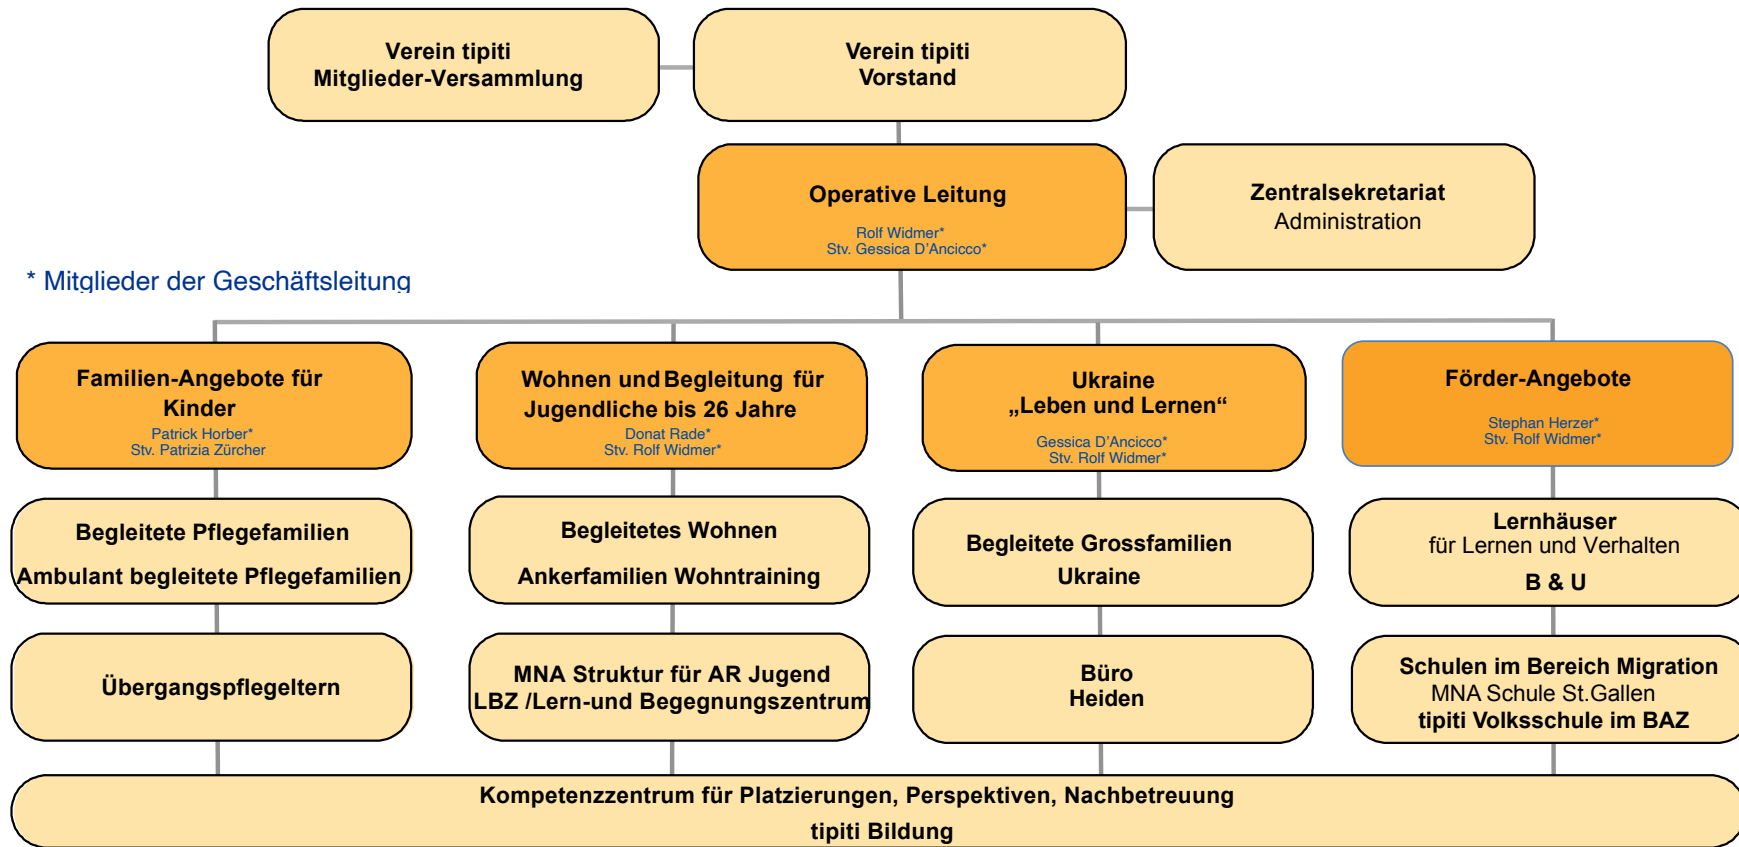 Verein tipiti
Mitglieder-Versammlung
Verein tipiti
Vorstand
Operative Leitung
Rolf Widmer*
Stv. Gessica D'Ancicco*
Zentralsekretariat
Administration
* Mitglieder der Geschäftsleitung
Familien-Angebote für
Kinder
Patrick Horber*
Stv. Patrizia Zürcher
Wohnen und Begleitung für
Jugendliche bis 26 Jahre
Donat Rade*
Stv. Rolf Widmer*
Ukraine
„Leben und Lernen“
Gessica D'Ancicco*
Stv. Rolf Widmer*
Förder-Angebote
Stephan Herzer*
Stv. Rolf Widmer*
Begleitete Pflegefamilien
Ambulant begleitete Pflegefamilien
Begleitetes Wohnen
Ankerfamilien Wohntraining
Begleitete Grossfamilien
Ukraine
Lernhäuser
für Lernen und Verhalten
B & U
Übergangspflegeltern
MNA Struktur für AR Jugend
LBZ /Lern-und Begegnungszentrum
Büro
Heiden
Schulen im Bereich Migration
MNA Schule St.Gallen
tipiti Volksschule im BAZ
Kompetenzzentrum für Platzierungen, Perspektiven, Nachbetreuung
tipiti Bildung